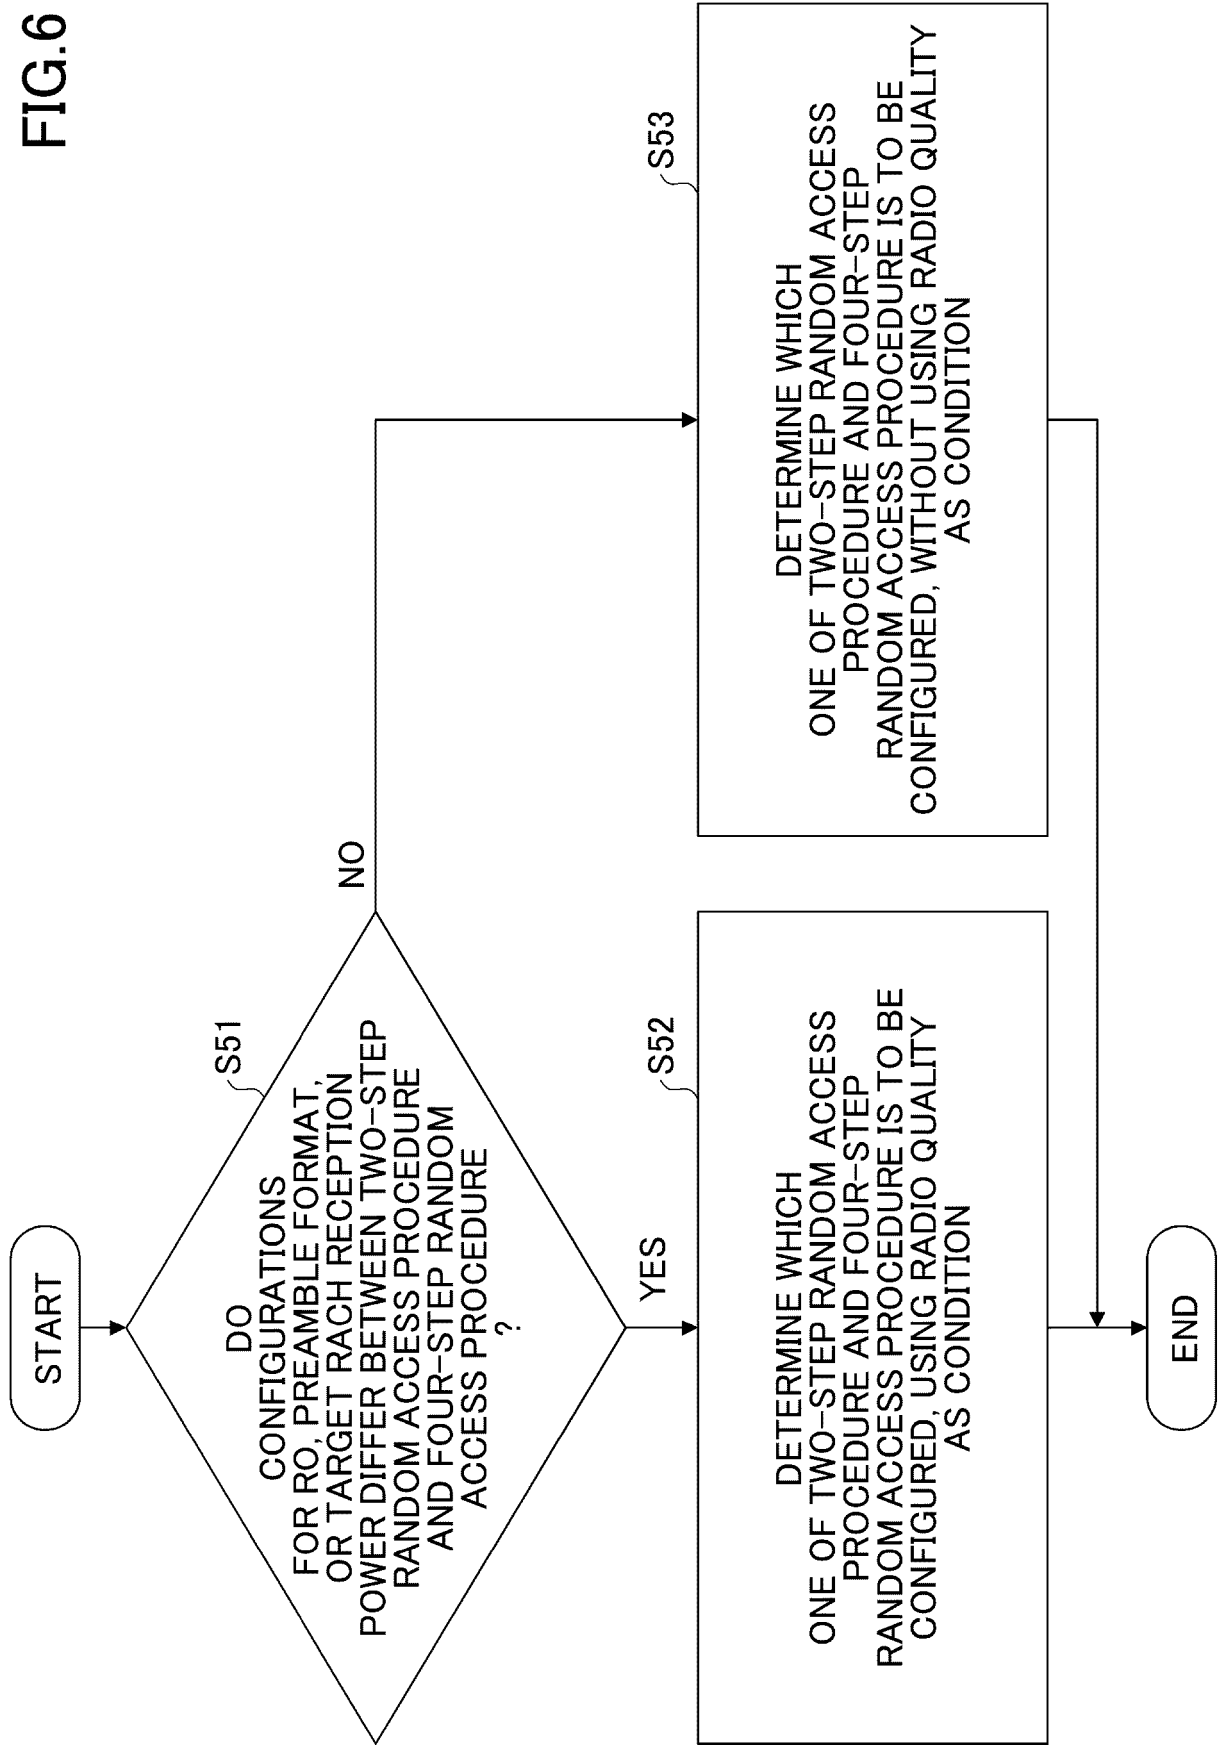 FIG.6
START
S51
DO
CONFIGURATIONS
FOR RO, PREAMBLE FORMAT,
OR TARGET RACH RECEPTION
POWER DIFFER BETWEEN TWO-STEP
RANDOM ACCESS PROCEDURE
AND FOUR-STEP RANDOM
ACCESS PROCEDURE
?
NO
YES
S52
DETERMINE WHICH
ONE OF TWO-STEP RANDOM ACCESS
PROCEDURE AND FOUR-STEP
RANDOM ACCESS PROCEDURE IS TO BE
CONFIGURED, USING RADIO QUALITY
AS CONDITION
S53
DETERMINE WHICH
ONE OF TWO-STEP RANDOM ACCESS
PROCEDURE AND FOUR-STEP
RANDOM ACCESS PROCEDURE IS TO BE
CONFIGURED, WITHOUT USING RADIO QUALITY
AS CONDITION
END